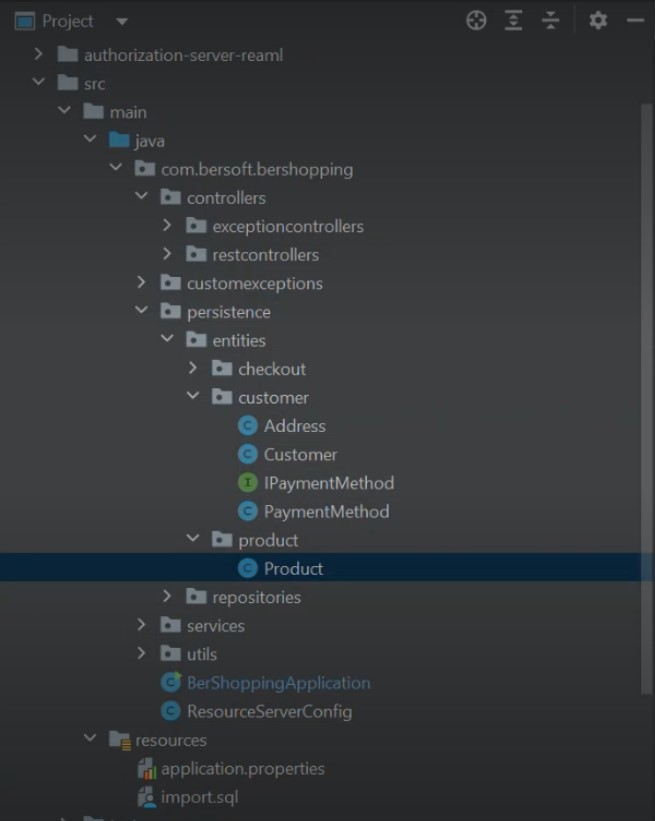 Project
authorization-server-reaml
src
main
java
com.bersoft.bershopping
controllers
exceptioncontrollers
restcontrollers
customexceptions
persistence
entities
checkout
customer
Address
Customer
IPaymentMethod
PaymentMethod
product
Product
repositories
services
utils
BerShoppingApplication
ResourceServerConfig
resources
application.properties
import.sql